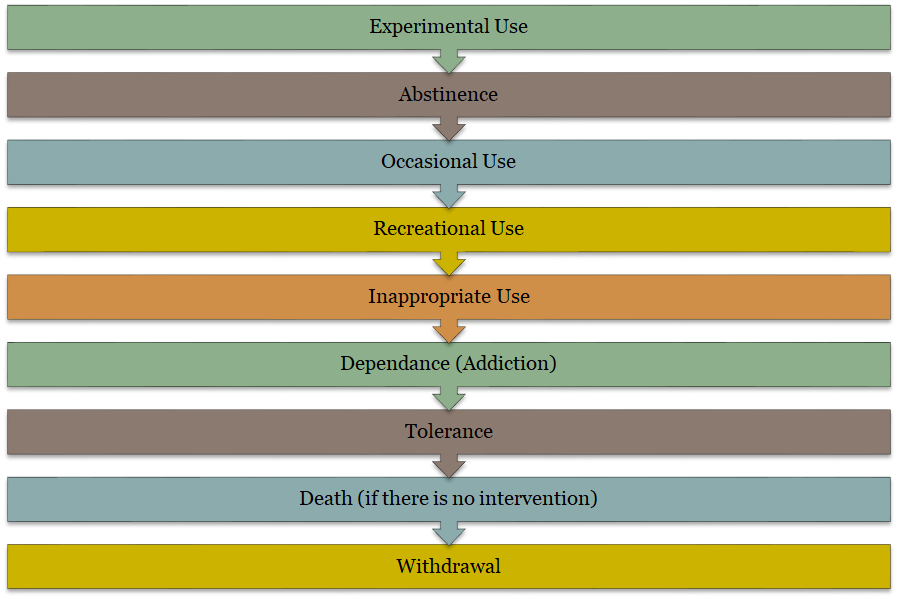 Experimental Use
Abstinence
Occasional Use
Recreational Use
Inappropriate Use
Dependance (Addiction)
Tolerance
Death (if there is no intervention)
Withdrawal